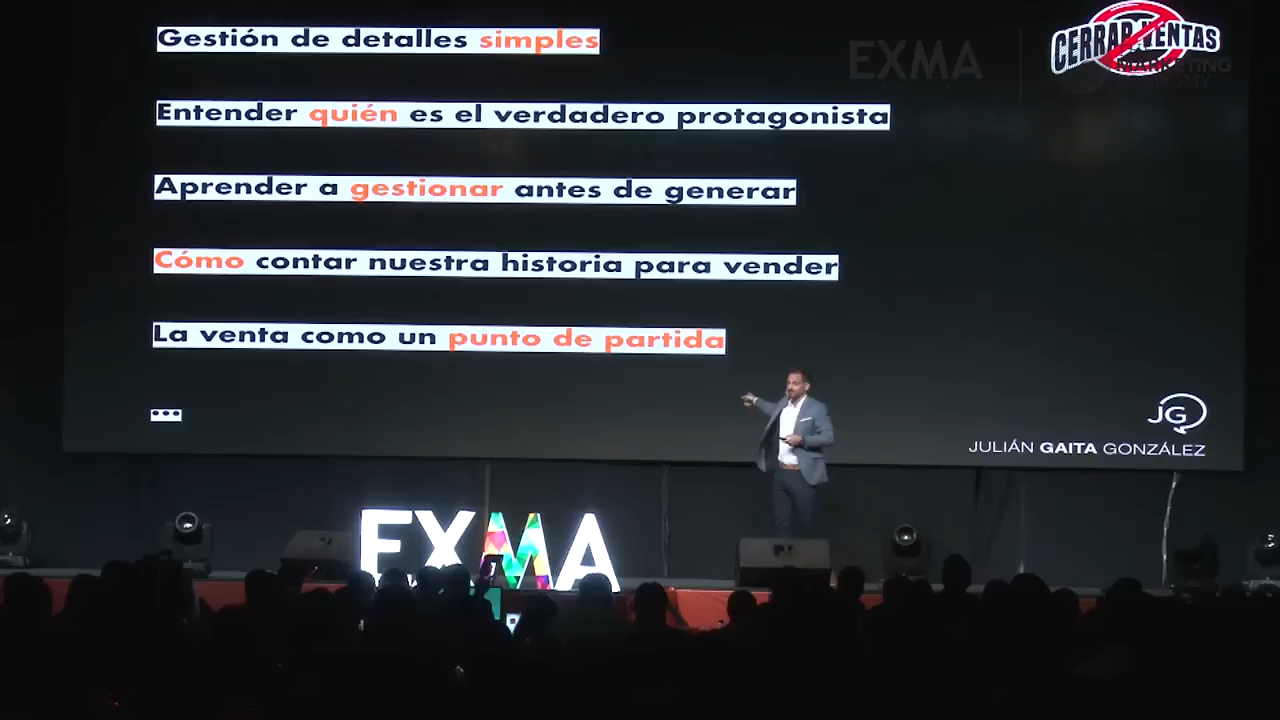 Gestión de detalles simples
EXMA
CERRAR VENTAS
MARKETING
Entender quién es el verdadero protagonista
Aprender a gestionar antes de generar
Cómo contar nuestra historia para vender
La venta como un punto de partida
...
JG
JULIÁN GAITA GONZÁLEZ
EXMA